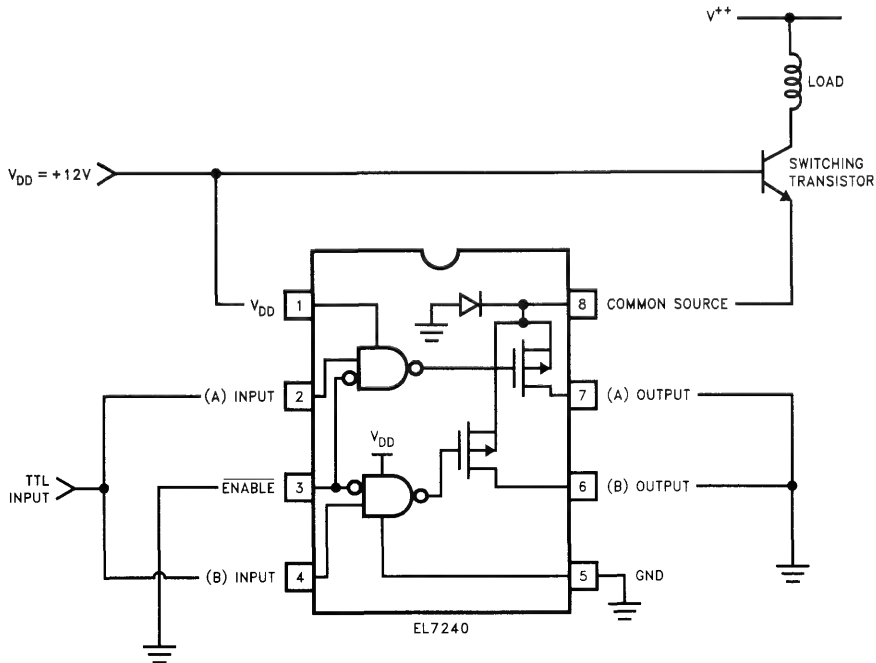 V++
LOAD
VDD = +12V
SWITCHING
TRANSISTOR
VDD 1
8 COMMON SOURCE
(A) INPUT 2
7 (A) OUTPUT
VDD
TTL
INPUT
ENABLE 3
6 (B) OUTPUT
(B) INPUT 4
5 GND
EL7240